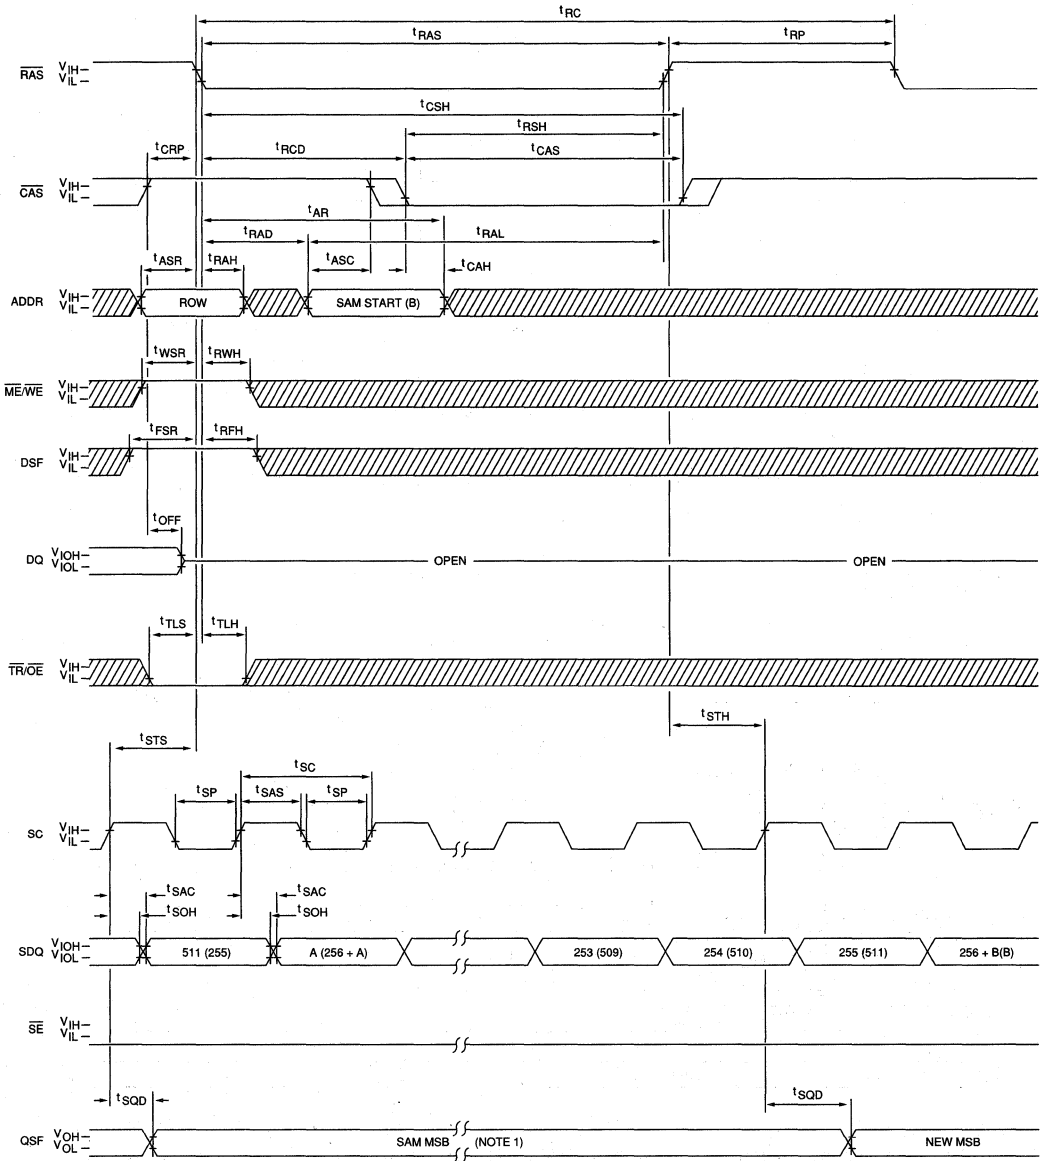 tRC
tRAS
tRP
RAS VIH VIL
tCSH
tRSH
tCRP tRCD tCAS
CAS VIH VIL
tAR
tRAD tRAL
tASR tRAH tASC tCAH
ADDR VIH VIL ROW SAM START (B)
tWSR tRWH
ME/WE VIH VIL
tFSR tRFH
DSF VIH VIL
tOFF
DQ VIOH VIOL OPEN OPEN
tTLS tTLH
TR/OE VIH VIL
tSTS tSTH
tSC
tSP tSAS tSP
SC VIH VIL
tSAC tSAC
tSOH tSOH
SDQ VIOH VIOL 511 (255) A (256 + A) 253 (509) 254 (510) 255 (511) 256 + B(B)
SE VIH VIL
tSQD tSQD
QSF VOH VOL SAM MSB (NOTE 1) NEW MSB